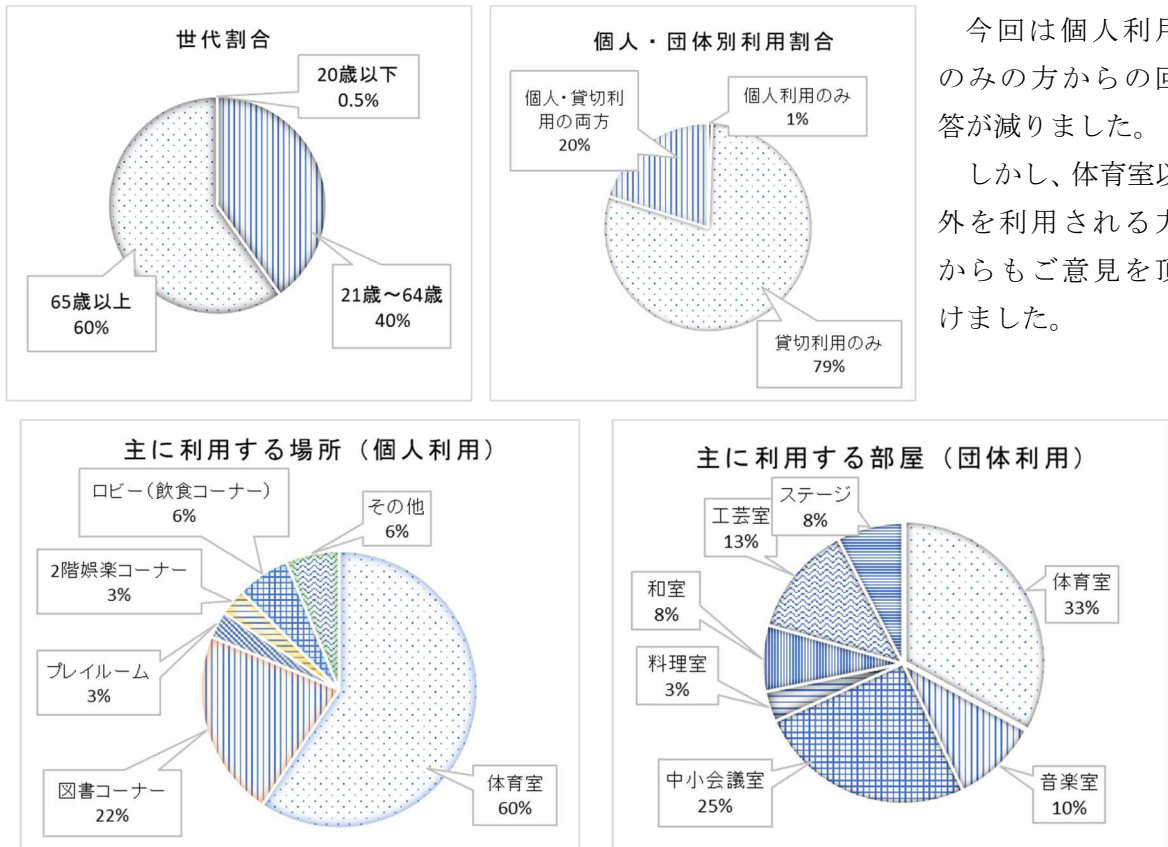 世代割合
20歳以下
0.5%
65歳以上
60%
21歳～64歳
40%
個人・団体別利用割合
個人・貸切利
用の両方
20%
個人利用のみ
1%
貸切利用のみ
79%
今回は個人利用
のみの方からの回
答が減りました。
しかし、体育室以
外を利用される方
からもご意見を頂
けました。
主に利用する場所（個人利用）
ロビー（飲食コーナー）
6%
その他
6%
2階娯楽コーナー
3%
プレイルーム
3%
図書コーナー
22%
体育室
60%
主に利用する部屋（団体利用）
ステージ
8%
工芸室
13%
和室
8%
料理室
3%
中小会議室
25%
体育室
33%
音楽室
10%